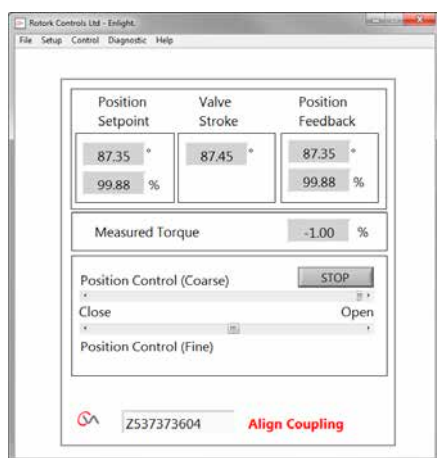 Rotork Controls Ltd - Enlight.
File Setup Control Diagnostic Help
Position Setpoint
Valve Stroke
Position Feedback
87.35 °
99.88 %
87.45 °
87.35 °
99.88 %
Measured Torque -1.00 %
Position Control (Coarse) STOP
Close Open
Position Control (Fine)
Z537373604 Align Coupling